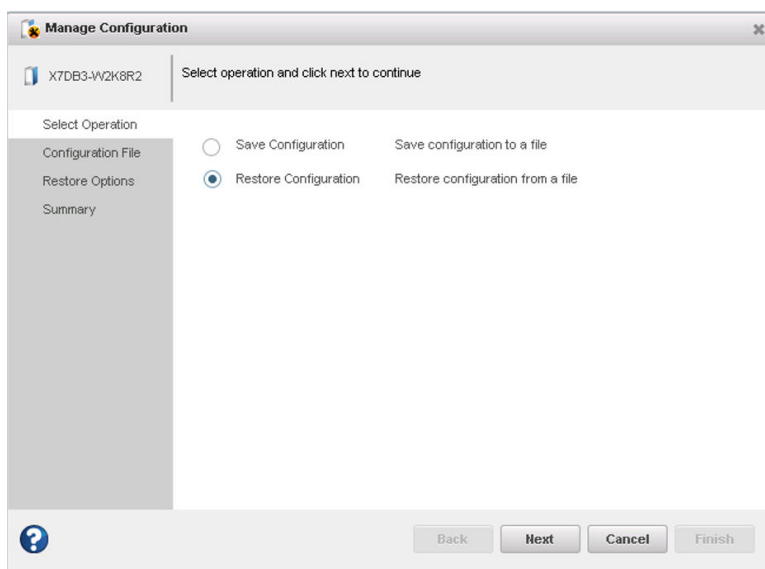 Manage Configuration
X7DB3-W2K8R2
Select operation and click next to continue
Select Operation
Configuration File
Restore Options
Summary
Save Configuration Save configuration to a file
Restore Configuration Restore configuration from a file
?
Back Next Cancel Finish